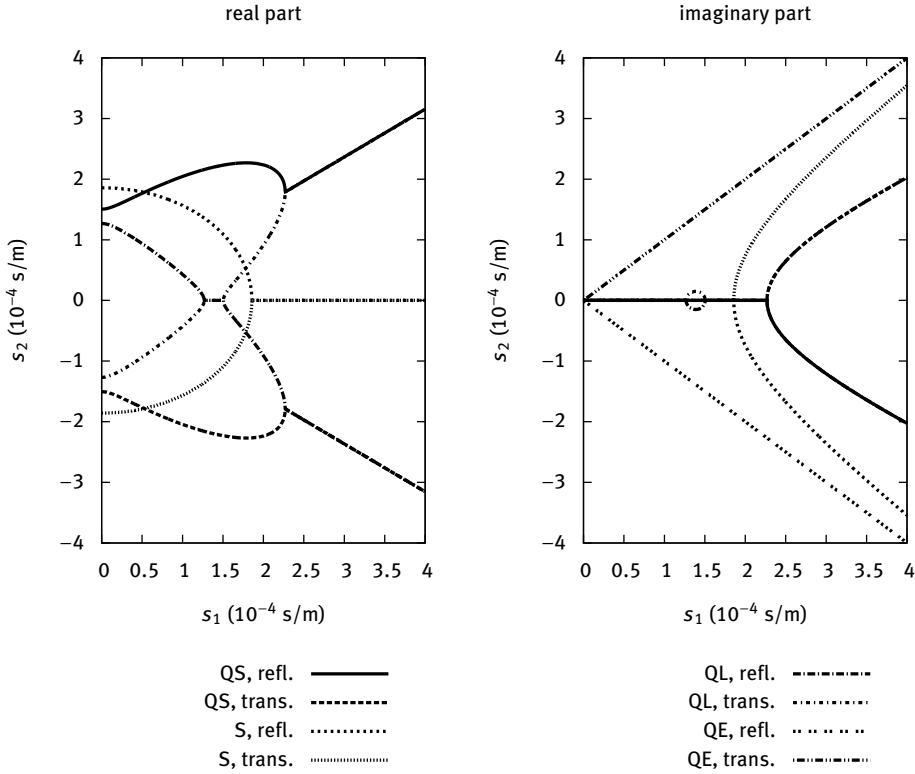 real part
4
3
2
1
0
−1
−2
−3
−4
s2 (10−4 s/m)
0 0.5 1 1.5 2 2.5 3 3.5 4
s1 (10−4 s/m)
imaginary part
4
3
2
1
0
−1
−2
−3
−4
s2 (10−4 s/m)
0 0.5 1 1.5 2 2.5 3 3.5 4
s1 (10−4 s/m)
QS, refl.
QS, trans.
S, refl.
S, trans.
QL, refl.
QL, trans.
QE, refl.
QE, trans.